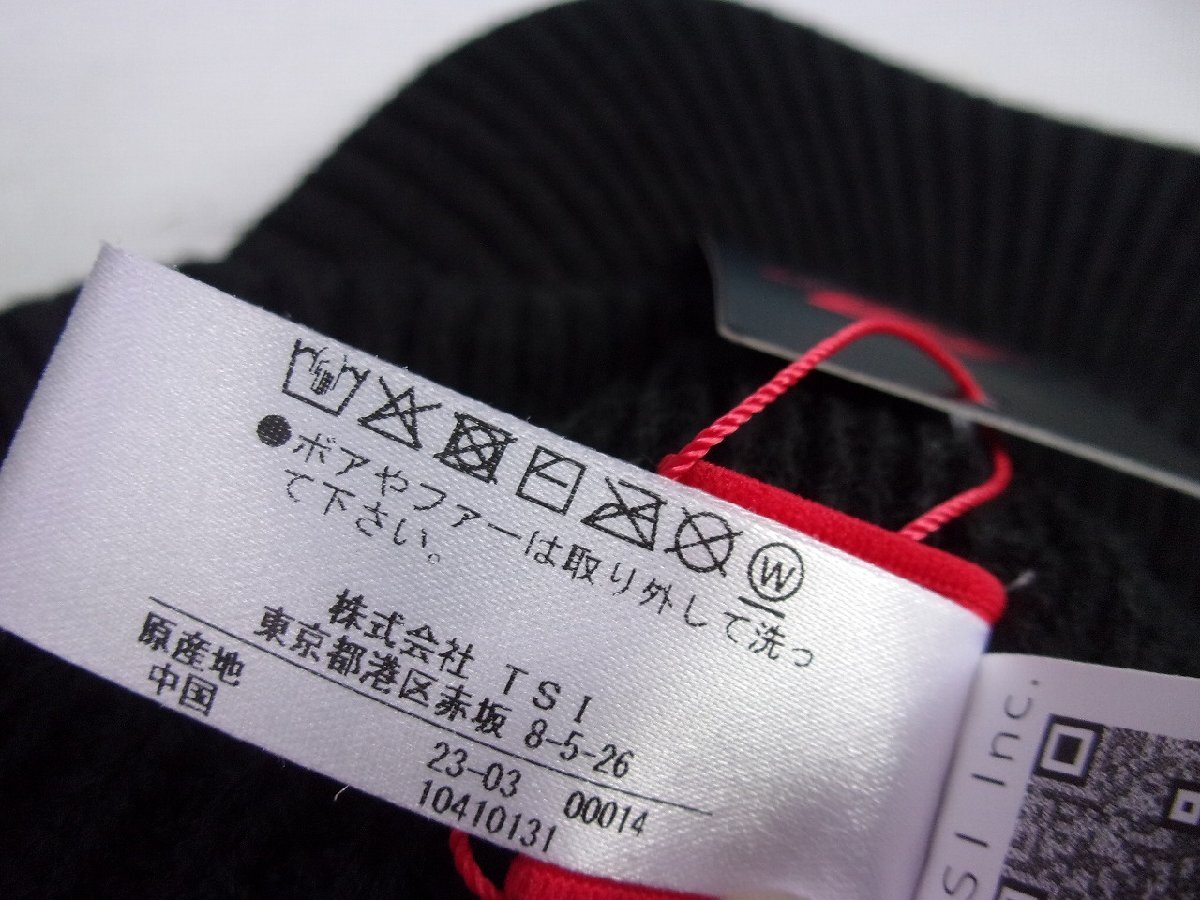 ●ボアやファーは取り外して洗っ
て下さい。
株式会社 TSI
東京都港区赤坂 8-5-26
原産地
中国
23-03 00014
10410131
W
SI Inc.